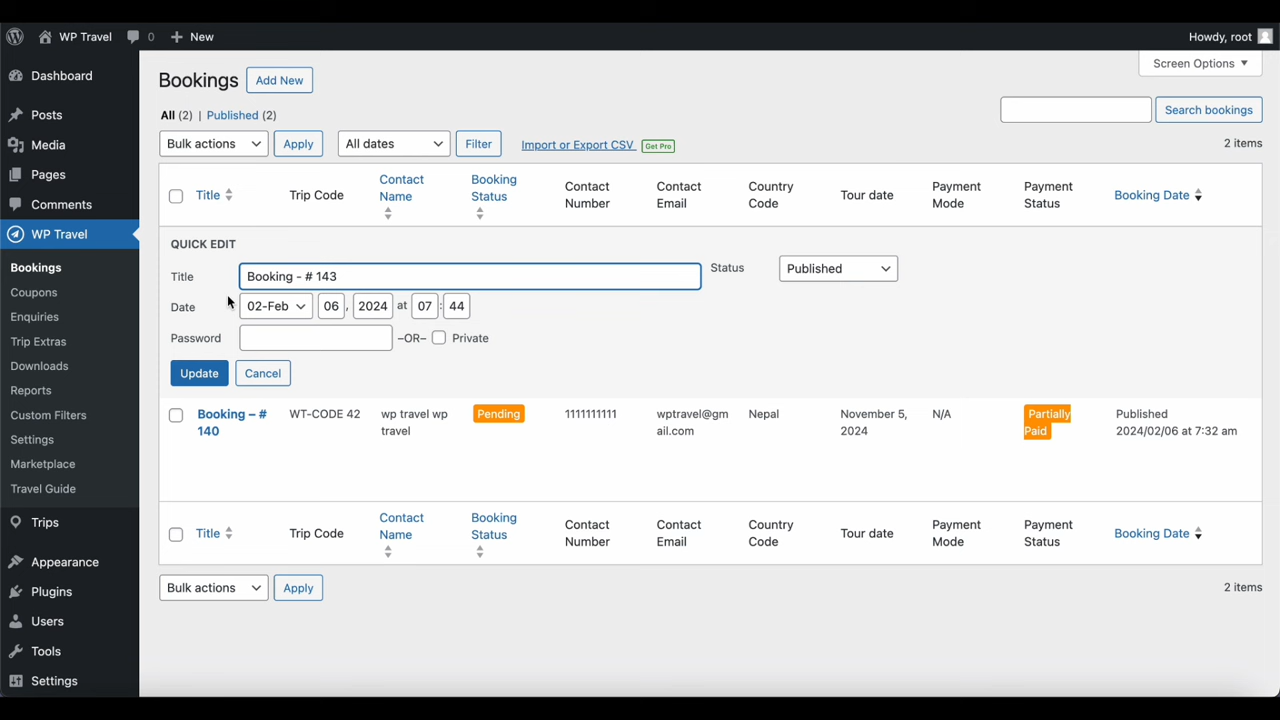 WP Travel 0 New Howdy, root
Dashboard
Posts
Media
Pages
Comments
WP Travel
Bookings
Coupons
Enquiries
Trip Extras
Downloads
Reports
Custom Filters
Settings
Marketplace
Travel Guide
Trips
Appearance
Plugins
Users
Tools
Settings
Screen Options
Bookings Add New
All (2) | Published (2)
Search bookings
Bulk actions Apply All dates Filter Import or Export CSV Get Pro 2 items
Title Trip Code Contact Name Booking Status Contact Number Contact Email Country Code Tour date Payment Mode Payment Status Booking Date
QUICK EDIT
Title Booking - # 143 Status Published
Date 02-Feb 06 , 2024 at 07 : 44
Password –OR– Private
Update Cancel
Booking – # 140 WT-CODE 42 wp travel wp travel Pending 1111111111 wptravel@gmail.com Nepal November 5, 2024 N/A Partially Paid Published 2024/02/06 at 7:32 am
Title Trip Code Contact Name Booking Status Contact Number Contact Email Country Code Tour date Payment Mode Payment Status Booking Date
Bulk actions Apply 2 items